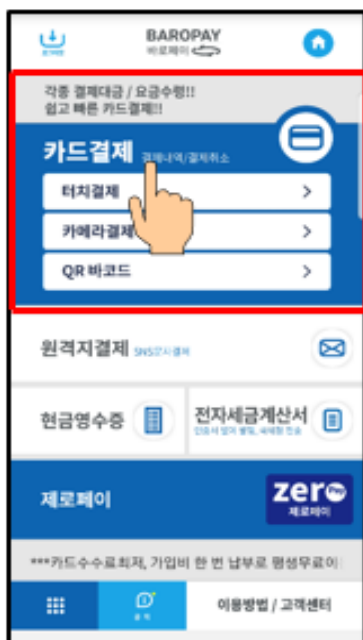 BAROPAY
바로페이
각종 결제대금 / 요금수령!!
쉽고 빠른 카드결제!!
카드결제 결제내역/결제취소
터치결제
카메라결제
QR 바코드
원격지결제 SNS문자결제
현금영수증
전자세금계산서
제로페이
zero
제로페이
***카드수수료최저, 가입비 한 번 납부로 평생무료이
이용방법 / 고객센터